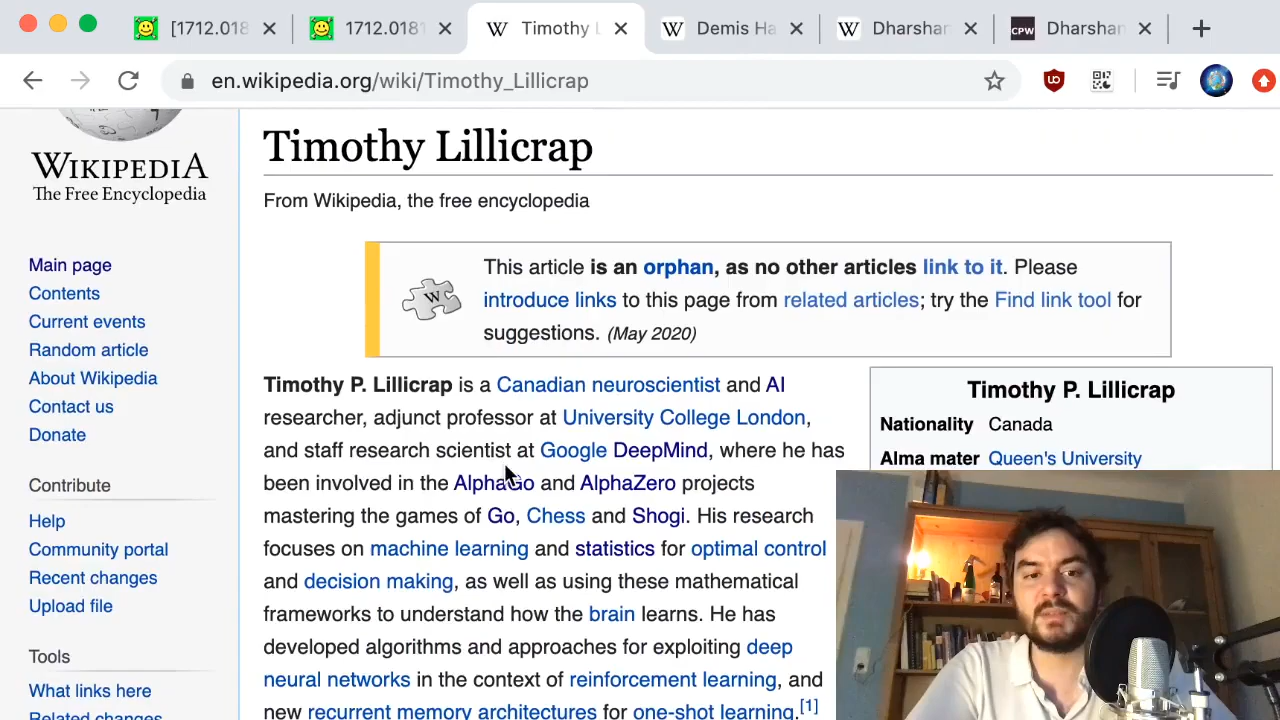 [1712.018
1712.0181
Timothy L
Demis Ha
Dharshan
Dharshan
en.wikipedia.org/wiki/Timothy_Lillicrap
WIKIPEDIA
The Free Encyclopedia
Main page
Contents
Current events
Random article
About Wikipedia
Contact us
Donate
Contribute
Help
Community portal
Recent changes
Upload file
Tools
What links here
Related changes
Timothy Lillicrap
From Wikipedia, the free encyclopedia
This article is an orphan, as no other articles link to it. Please
introduce links to this page from related articles; try the Find link tool for
suggestions. (May 2020)
Timothy P. Lillicrap is a Canadian neuroscientist and AI
researcher, adjunct professor at University College London,
and staff research scientist at Google DeepMind, where he has
been involved in the AlphaGo and AlphaZero projects
mastering the games of Go, Chess and Shogi. His research
focuses on machine learning and statistics for optimal control
and decision making, as well as using these mathematical
frameworks to understand how the brain learns. He has
developed algorithms and approaches for exploiting deep
neural networks in the context of reinforcement learning, and
new recurrent memory architectures for one-shot learning.[1]
Timothy P. Lillicrap
Nationality Canada
Alma mater Queen's University